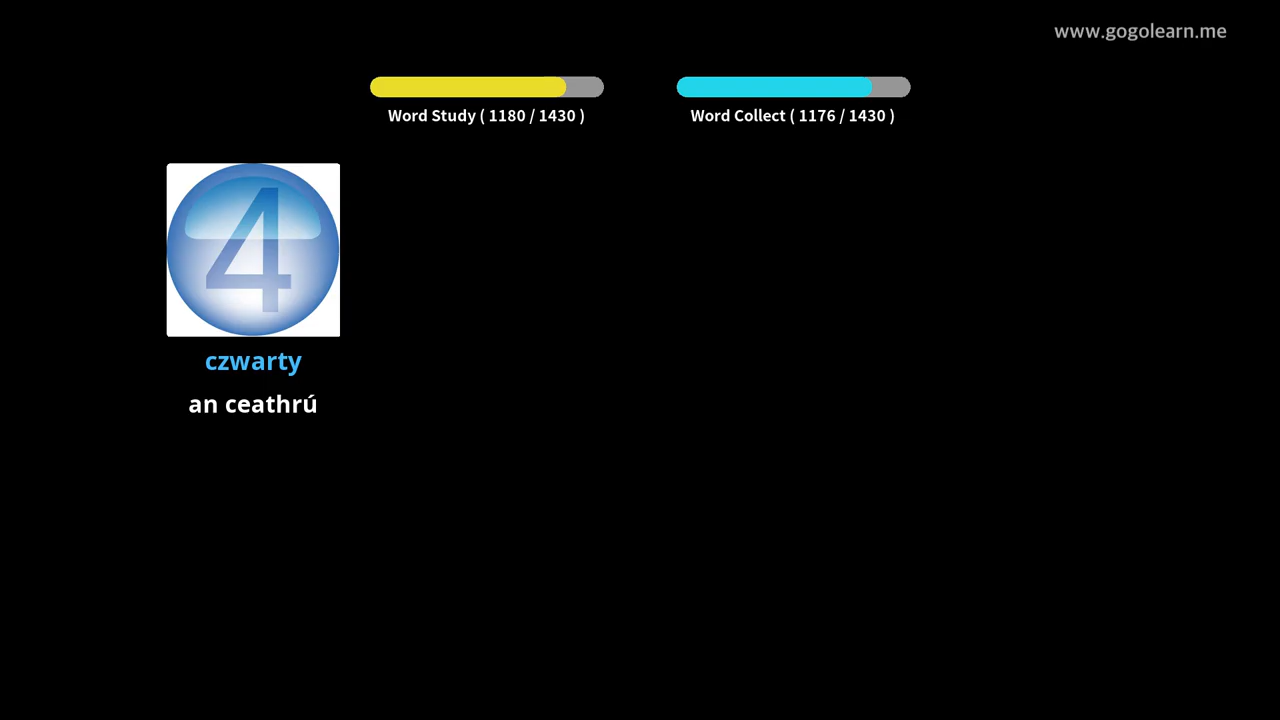 www.gogolearn.me
Word Study ( 1180 / 1430 )
Word Collect ( 1176 / 1430 )
4
czwarty
an ceathrú